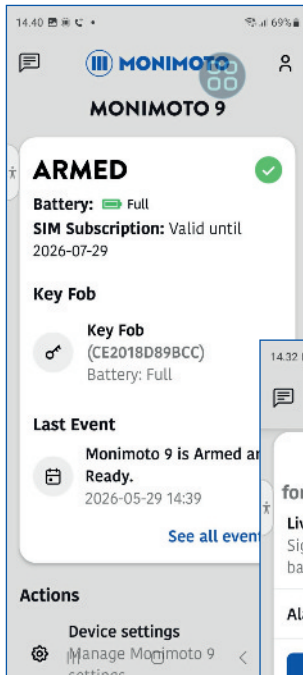 14.40
69%
MONIMOTO
MONIMOTO 9
ARMED
Battery: Full
SIM Subscription: Valid until
2026-07-29
Key Fob
Key Fob
(CE2018D89BCC)
Battery: Full
Last Event
Monimoto 9 is Armed an
Ready.
2026-05-29 14:39
See all event
Actions
Device settings
Manage Monimoto 9
settings
14.32
for
Liv
Sig
ba
Ala